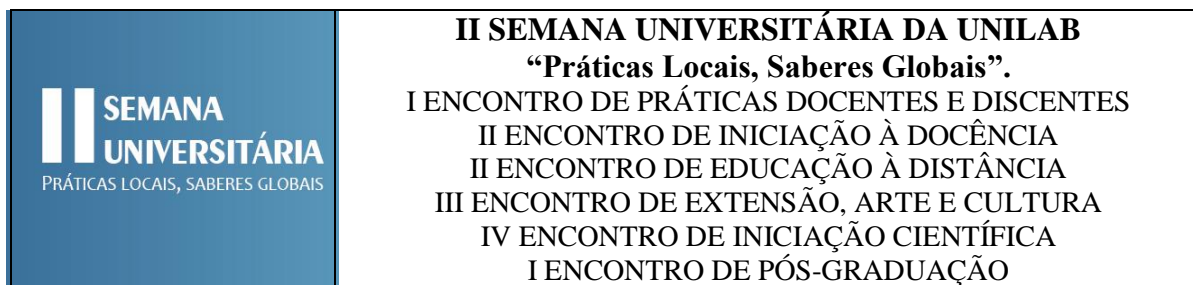 II SEMANA
UNIVERSITÁRIA
PRÁTICAS LOCAIS, SABERES GLOBAIS
II SEMANA UNIVERSITÁRIA DA UNILAB
“Práticas Locais, Saberes Globais”.
I ENCONTRO DE PRÁTICAS DOCENTES E DISCENTES
II ENCONTRO DE INICIAÇÃO À DOCÊNCIA
II ENCONTRO DE EDUCAÇÃO À DISTÂNCIA
III ENCONTRO DE EXTENSÃO, ARTE E CULTURA
IV ENCONTRO DE INICIAÇÃO CIENTÍFICA
I ENCONTRO DE PÓS-GRADUAÇÃO